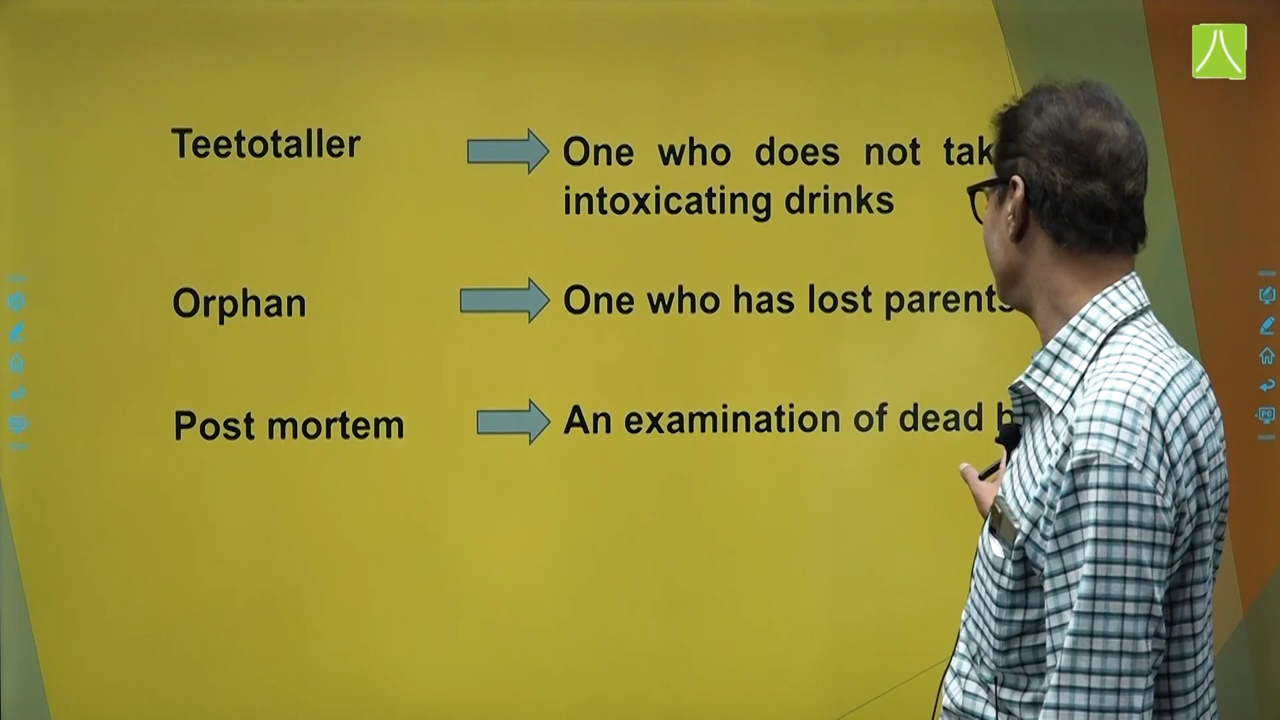 Teetotaller
One who does not
intoxicating drinks
Orphan
One who has lost parents
Post mortem
An examination of dead